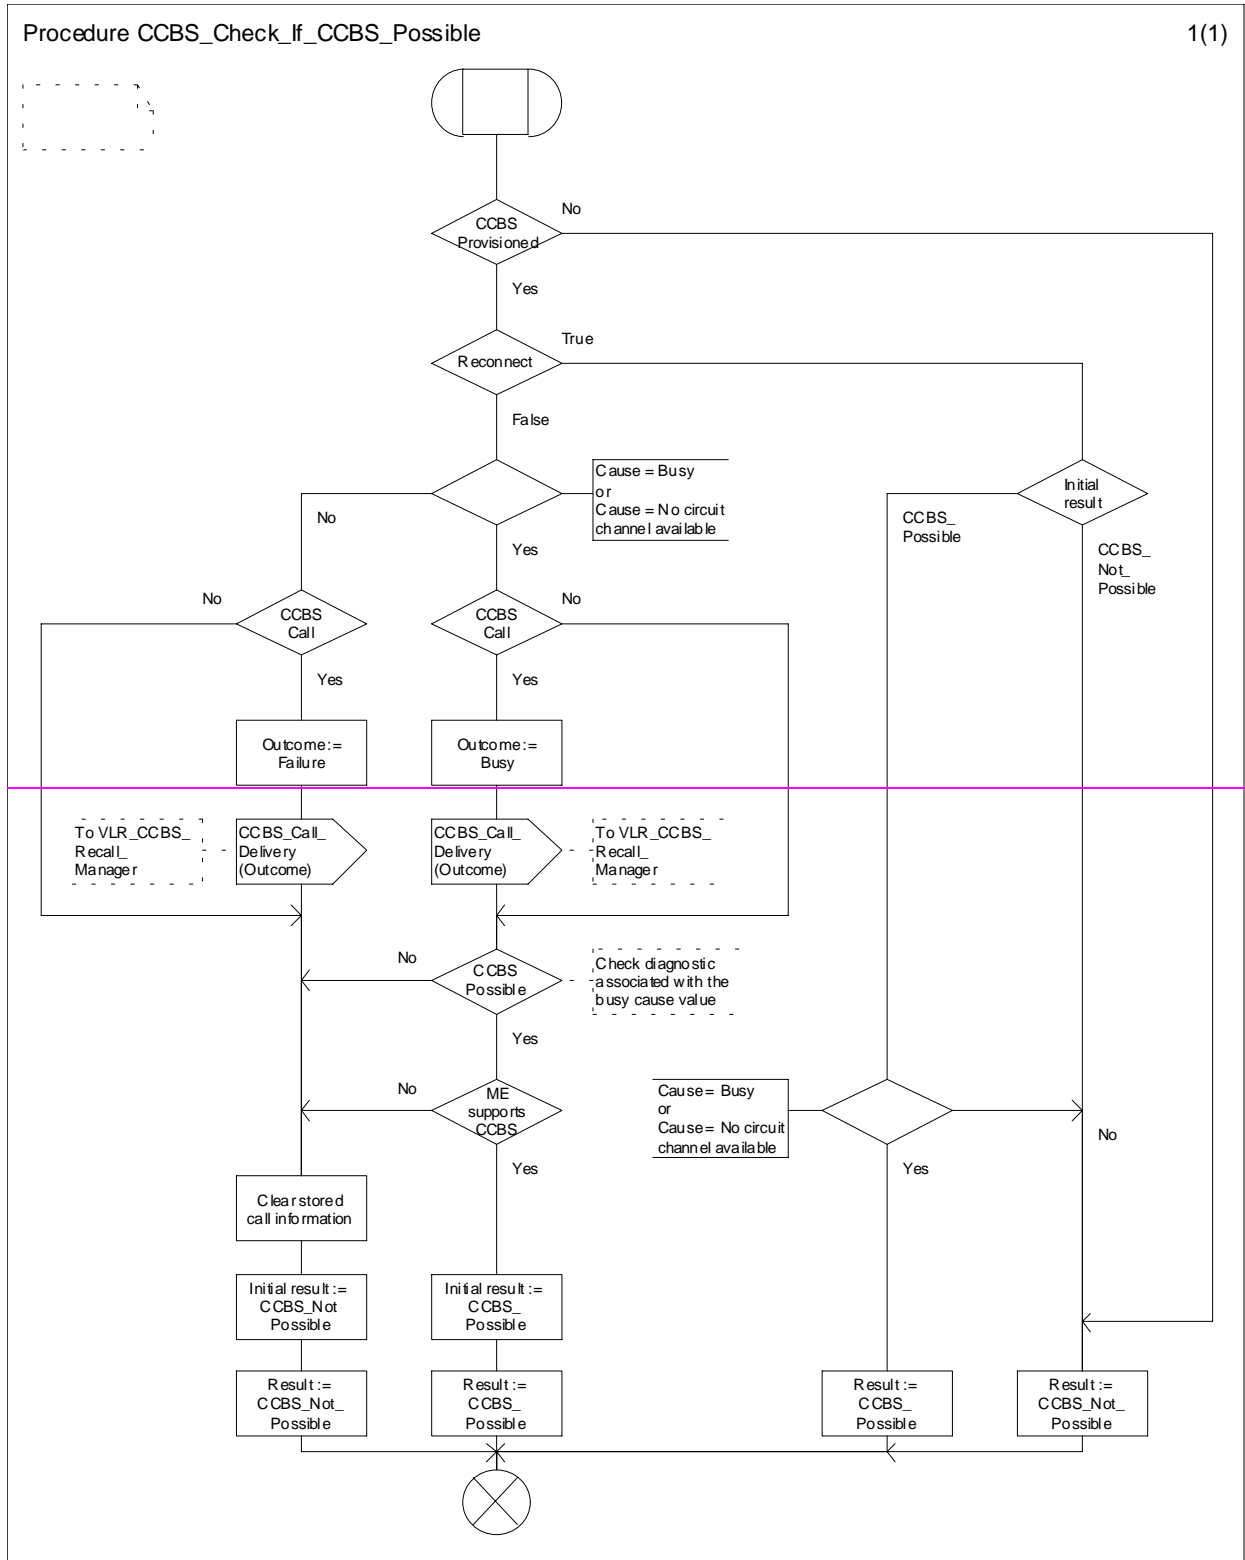 Procedure CCBS_Check_If_CCBS_Possible
1(1)
CCBS
Provisioned
No
Yes
Reconnect
True
False
Cause = Busy
or
Cause = No circuit
channel available
No
Yes
Initial
result
CCBS_
Possible
CCBS_
Not_
Possible
No
CCBS
Call
Yes
CCBS
Call
No
Yes
Outcome:=
Failure
Outcome:=
Busy
To VLR_CCBS_
Recall_
Manager
CCBS_Call_
Delivery
(Outcome)
CCBS_Call_
Delivery
(Outcome)
To VLR_CCBS_
Recall_
Manager
No
CCBS
Possible
Check diagnostic
associated with the
busy cause value
Yes
No
ME
supports
CCBS
Yes
Cause= Busy
or
Cause= No circuit
channel available
Yes
No
Clear stored
call information
Initial result :=
CCBS_Not
Possible
Initial result :=
CCBS_
Possible
Result :=
CCBS_Not_
Possible
Result :=
CCBS_
Possible
Result :=
CCBS_
Possible
Result :=
CCBS_Not_
Possible